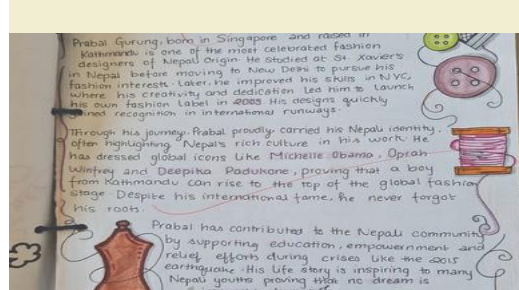 Prabal Gurung, born in Singapore and raised in
Kathmandu is one of the most celebrated fashion
designers of Nepali Origin. He studied at St. Xavier's
in Nepal before moving to New Delhi to pursue his
fashion interests. Later, he improved his skills in NYC,
where his creativity and dedication led him to launch
his own fashion label in 2009. His designs quickly
gained recognition in international runways.
Through his journey, Prabal proudly carried his Nepali identity,
often highlighting Nepal's rich culture in his work. He
has dressed global icons like Michelle Obama, Oprah
Winfrey and Deepika Padukone, proving that a boy
from Kathmandu can rise to the top of the global fashion
stage. Despite his international fame, he never forgot
his roots.
Prabal has contributed to the Nepali community
by supporting education, empowerment and
relief efforts during crises like the 2015
earthquake. His life story is inspiring to many
Nepali youths proving that no dream is